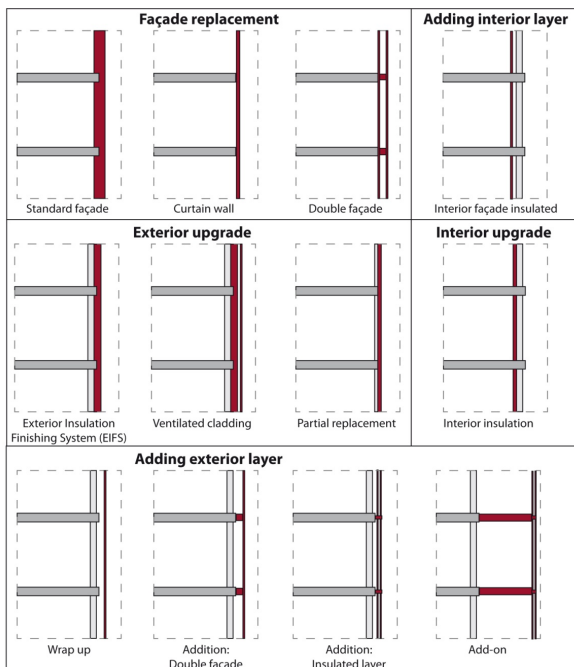 Façade replacement
Adding interior layer
Standard façade
Curtain wall
Double façade
Interior façade insulated
Exterior upgrade
Interior upgrade
Exterior Insulation
Finishing System (EIFS)
Ventilated cladding
Partial replacement
Interior insulation
Adding exterior layer
Wrap up
Addition:
Double facade
Addition:
Insulated layer
Add-on